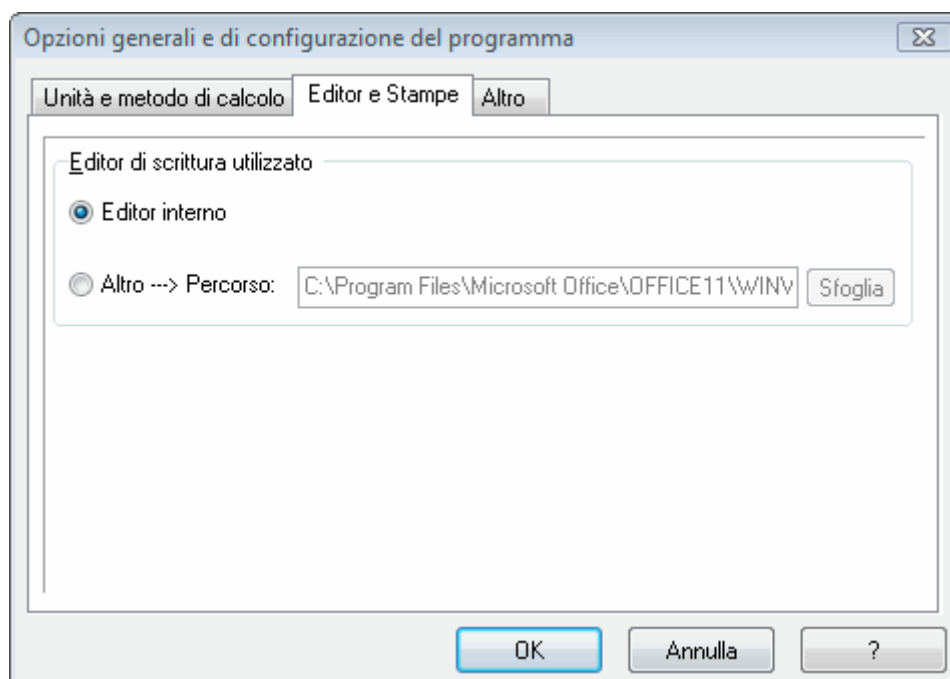 Opzioni generali e di configurazione del programma
Unità e metodo di calcolo Editor e Stampe Altro
Editor di scrittura utilizzato
Editor interno
Altro ---> Percorso: C:\Program Files\Microsoft Office\OFFICE11\WINV Sfoglia
OK Annulla ?